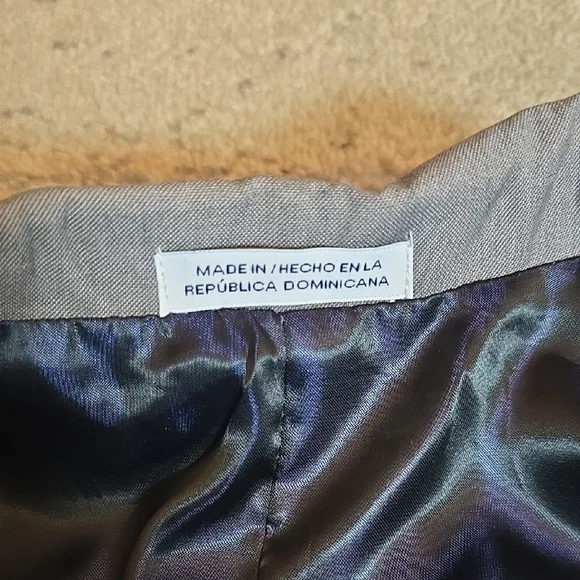 MADE IN / HECHO EN LA
REPÚBLICA DOMINICANA